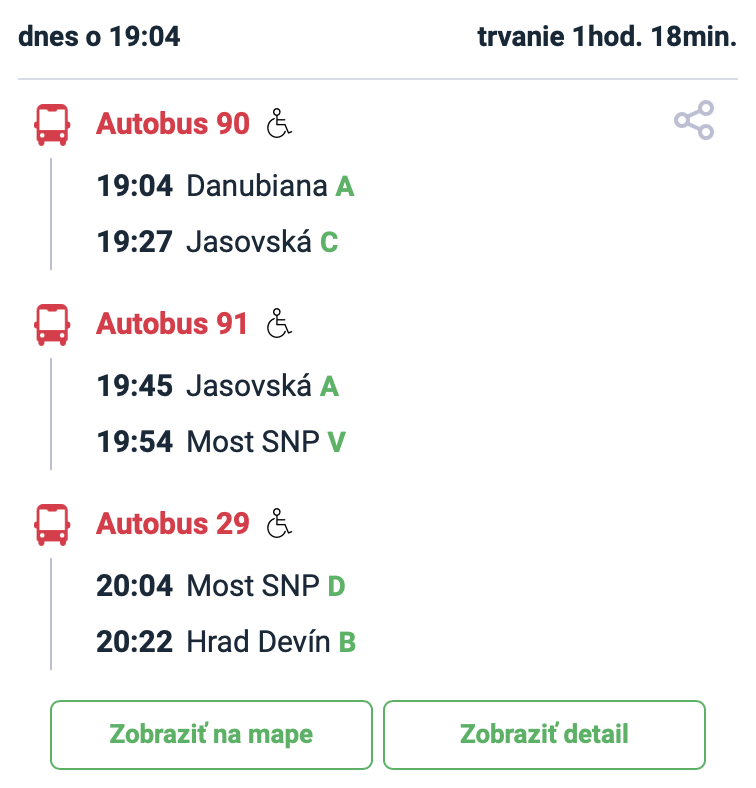 dnes o 19:04 trvanie 1hod. 18min.
Autobus 90
19:04 Danubiana A
19:27 Jasovská C
Autobus 91
19:45 Jasovská A
19:54 Most SNP V
Autobus 29
20:04 Most SNP D
20:22 Hrad Devín B
Zobraziť na mape Zobraziť detail